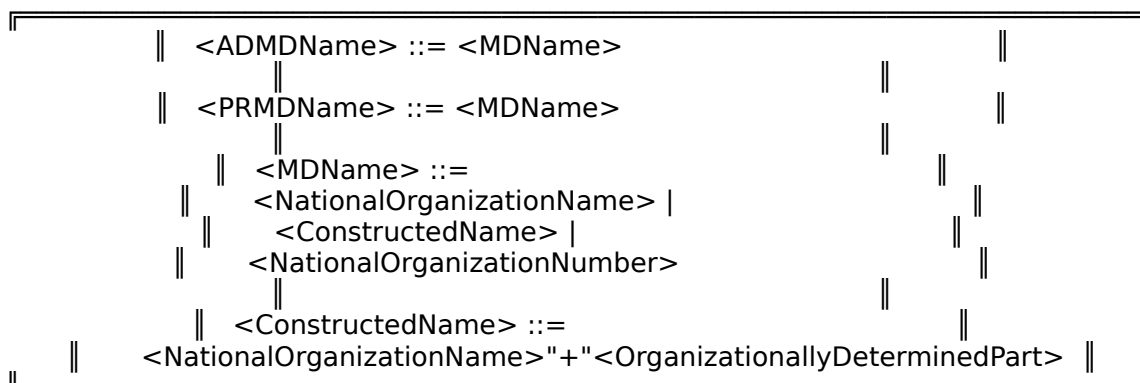 ╔══════════════════════════════════════════════════════════════════════
║ <ADMDName> ::= <MDName> ║
║ ║
║ <PRMDName> ::= <MDName> ║
║ ║
║ <MDName> ::= ║
║ <NationalOrganizationName> | ║
║ <ConstructedName> | ║
║ <NationalOrganizationNumber> ║
║ ║
║ <ConstructedName> ::= ║
║ <NationalOrganizationName>"+"<OrganizationallyDeterminedPart> ║